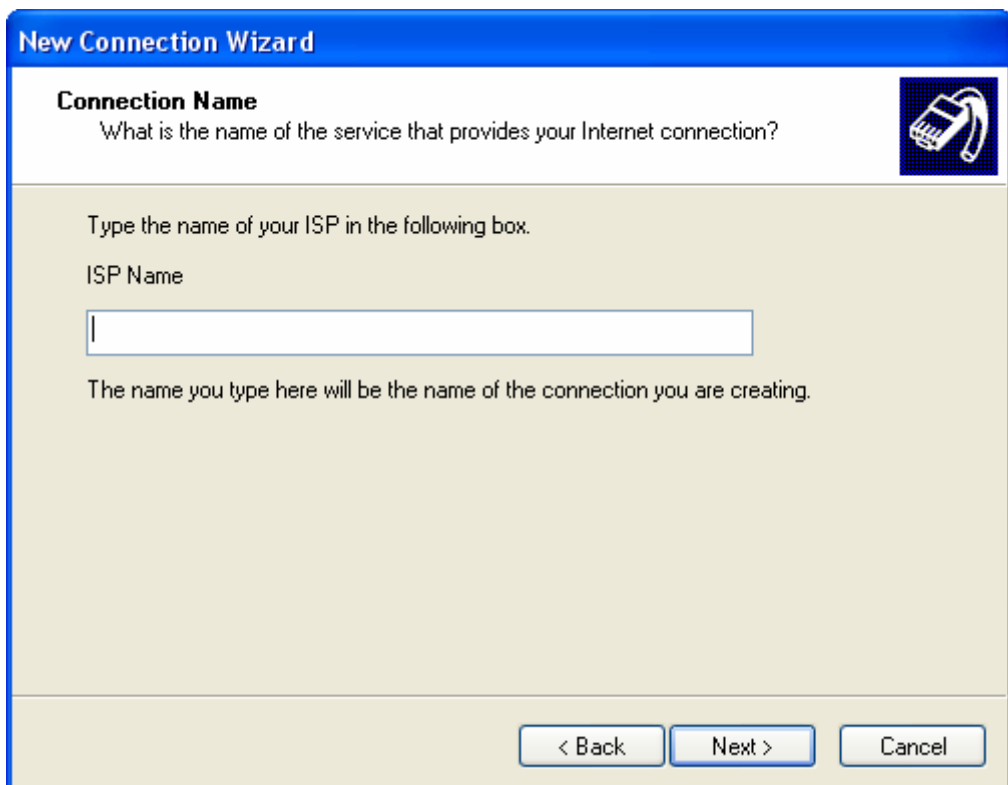 New Connection Wizard
Connection Name
What is the name of the service that provides your Internet connection?
Type the name of your ISP in the following box.
ISP Name
The name you type here will be the name of the connection you are creating.
< Back Next > Cancel